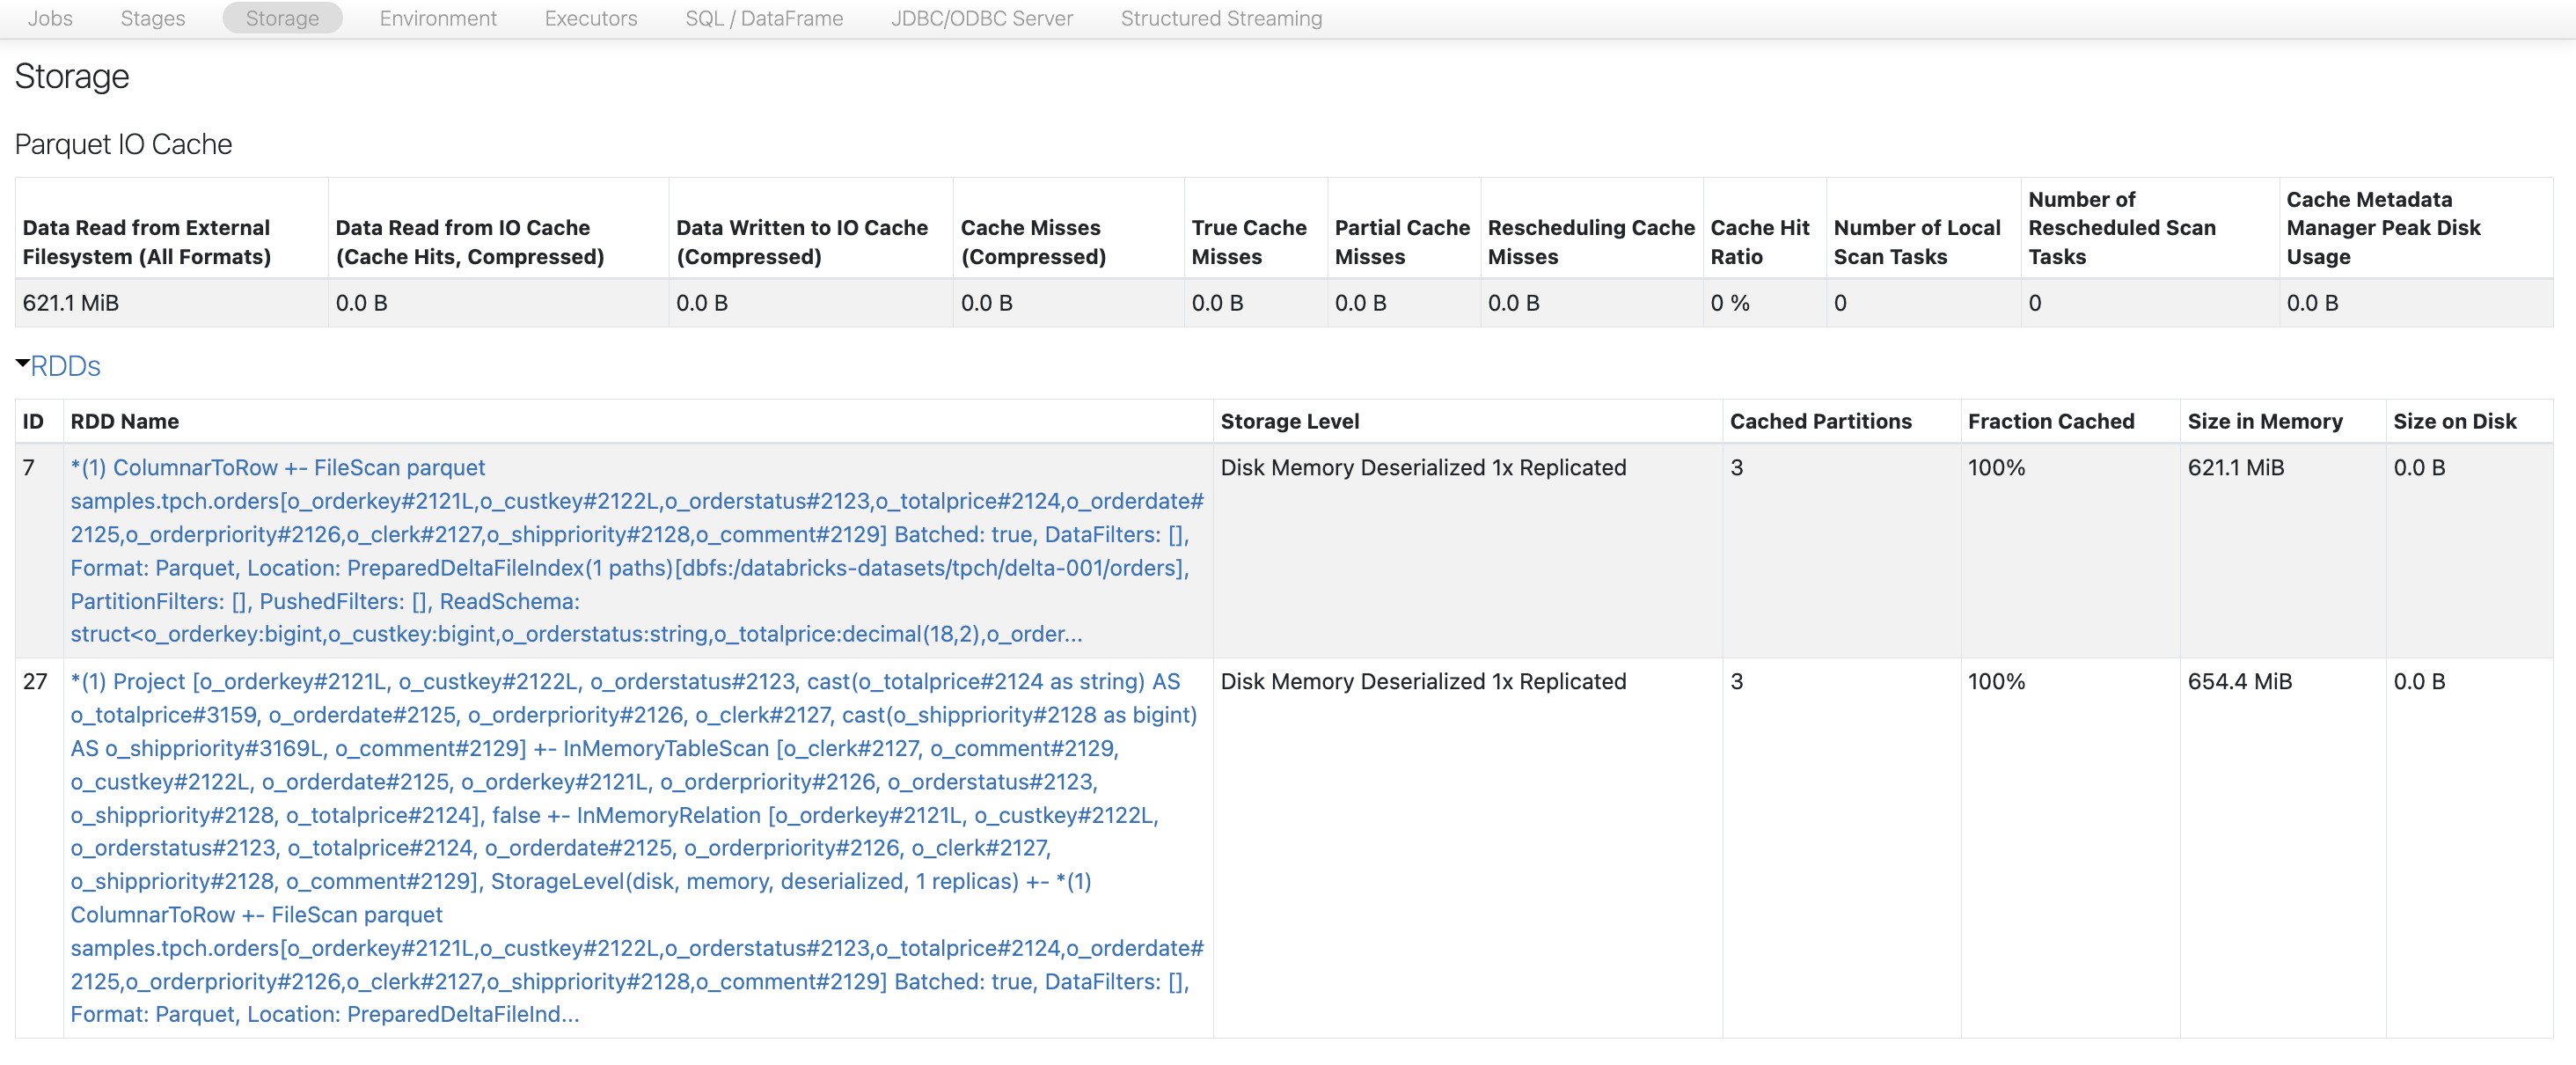 Jobs Stages Storage Environment Executors SQL / DataFrame JDBC/ODBC Server Structured Streaming
Storage
Parquet IO Cache
Data Read from External Filesystem (All Formats)
Data Read from IO Cache (Cache Hits, Compressed)
Data Written to IO Cache (Compressed)
Cache Misses (Compressed)
True Cache Misses
Partial Cache Misses
Rescheduling Cache Misses
Cache Hit Ratio
Number of Local Scan Tasks
Number of Rescheduled Scan Tasks
Cache Metadata Manager Peak Disk Usage
621.1 MiB 0.0 B 0.0 B 0.0 B 0.0 B 0.0 B 0.0 B 0 % 0 0 0.0 B
RDDs
ID RDD Name Storage Level Cached Partitions Fraction Cached Size in Memory Size on Disk
7 *(1) ColumnarToRow +- FileScan parquet Disk Memory Deserialized 1x Replicated 3 100% 621.1 MiB 0.0 B
samples.tpch.orders[o_orderkey#2121L,o_custkey#2122L,o_orderstatus#2123,o_totalprice#2124,o_orderdate#
2125,o_orderpriority#2126,o_clerk#2127,o_shippriority#2128,o_comment#2129] Batched: true, DataFilters: [],
Format: Parquet, Location: PreparedDeltaFileIndex(1 paths)[dbfs:/databricks-datasets/tpch/delta-001/orders],
PartitionFilters: [], PushedFilters: [], ReadSchema:
struct<o_orderkey:bigint,o_custkey:bigint,o_orderstatus:string,o_totalprice:decimal(18,2),o_order...
27 *(1) Project [o_orderkey#2121L, o_custkey#2122L, o_orderstatus#2123, cast(o_totalprice#2124 as string) AS Disk Memory Deserialized 1x Replicated 3 100% 654.4 MiB 0.0 B
o_totalprice#3159, o_orderdate#2125, o_orderpriority#2126, o_clerk#2127, cast(o_shippriority#2128 as bigint)
AS o_shippriority#3169L, o_comment#2129] +- InMemoryTableScan [o_clerk#2127, o_comment#2129,
o_custkey#2122L, o_orderdate#2125, o_orderkey#2121L, o_orderpriority#2126, o_orderstatus#2123,
o_shippriority#2128, o_totalprice#2124], false +- InMemoryRelation [o_orderkey#2121L, o_custkey#2122L,
o_orderstatus#2123, o_totalprice#2124, o_orderdate#2125, o_orderpriority#2126, o_clerk#2127,
o_shippriority#2128, o_comment#2129], StorageLevel(disk, memory, deserialized, 1 replicas) +- *(1)
ColumnarToRow +- FileScan parquet
samples.tpch.orders[o_orderkey#2121L,o_custkey#2122L,o_orderstatus#2123,o_totalprice#2124,o_orderdate#
2125,o_orderpriority#2126,o_clerk#2127,o_shippriority#2128,o_comment#2129] Batched: true, DataFilters: [],
Format: Parquet, Location: PreparedDeltaFileInd...